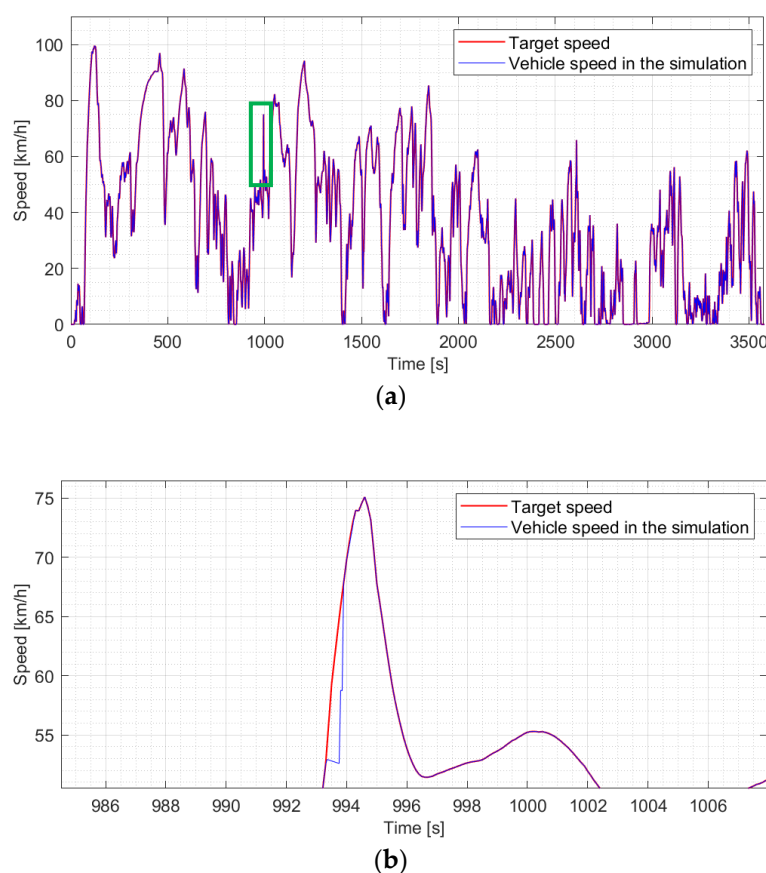 100
80
60
40
20
0
Speed [km/h]
Target speed
Vehicle speed in the simulation
0 500 1000 1500 2000 2500 3000 3500
Time [s]
(a)
75
70
65
60
55
Speed [km/h]
Target speed
Vehicle speed in the simulation
986 988 990 992 994 996 998 1000 1002 1004 1006
Time [s]
(b)